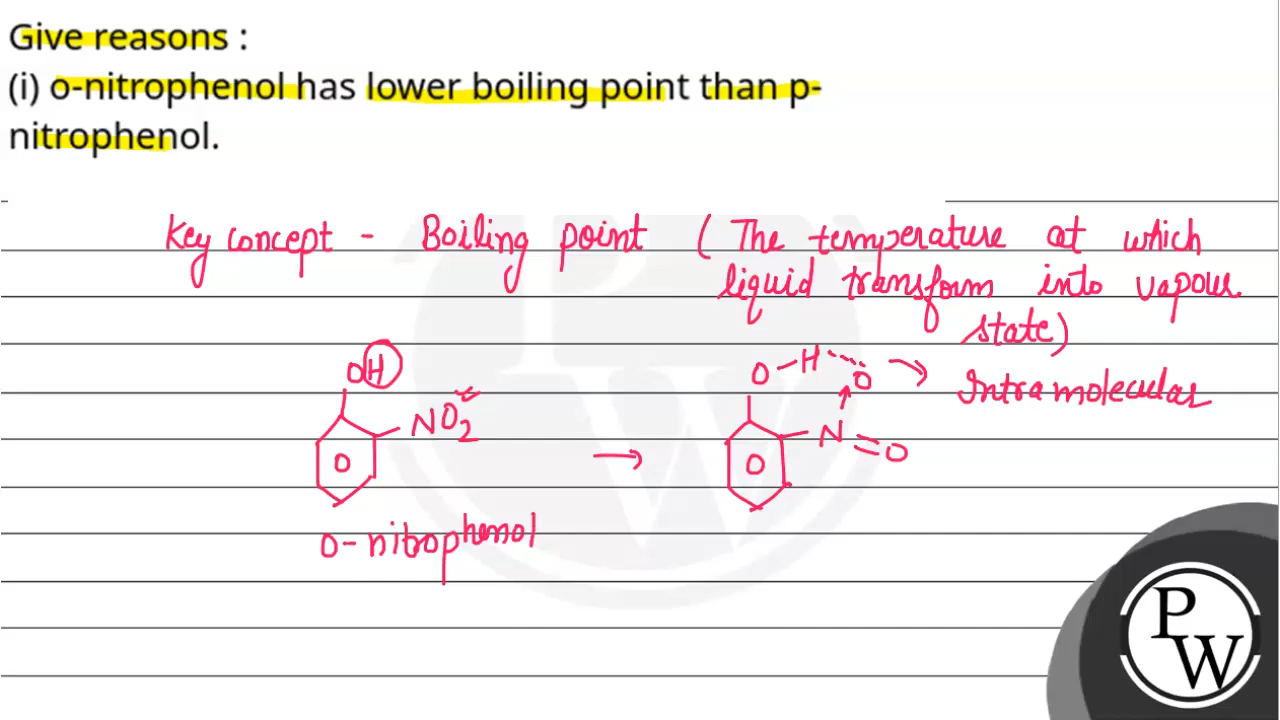 Give reasons :
(i) o-nitrophenol has lower boiling point than p-
nitrophenol.
Key concept - Boiling point ( The temperature at which
liquid transform into vapour
state)
OH
NO2
O
O-H
O
N
O
O
→ Intramolecular
→
o-nitrophenol
PW